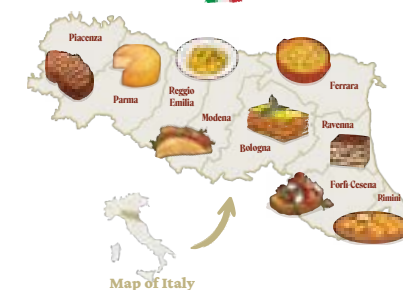 Piacenza
Parma
Reggio
Emilia
Modena
Bologna
Ferrara
Ravenna
Forlì Cesena
Rimini
Map of Italy